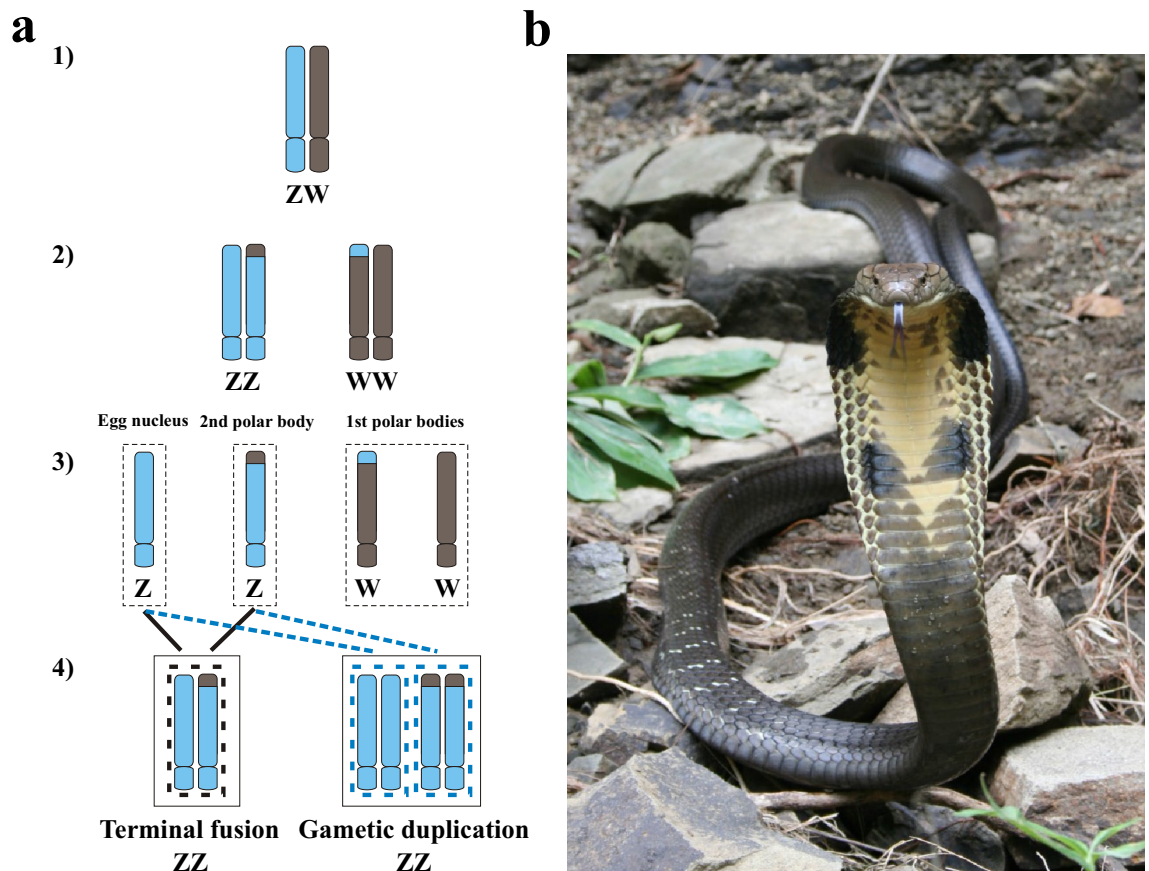 a
b
1)
ZW
2)
ZZ WW
Egg nucleus 2nd polar body 1st polar bodies
3)
Z Z W W
4)
Terminal fusion Gametic duplication
ZZ ZZ